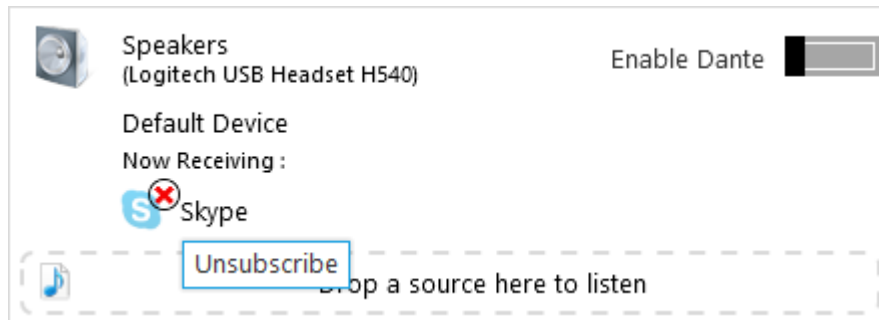 Speakers
(Logitech USB Headset H540)
Enable Dante
Default Device
Now Receiving :
S
Skype
Unsubscribe
Drop a source here to listen